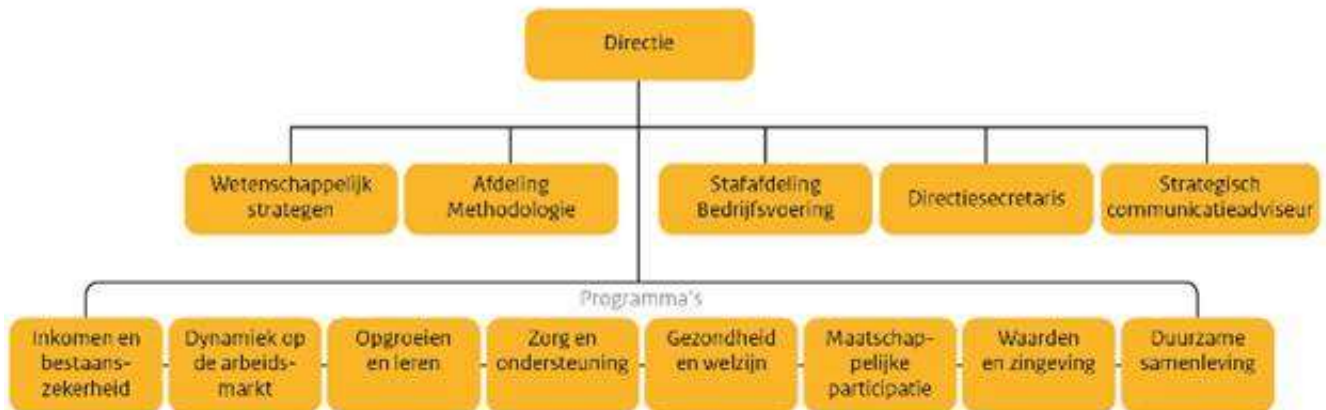 Directie
Wetenschappelijk
strategen
Afdeling
Methodologie
Stafafdeling
Bedrijfsvoering
Directiesecretaris
Strategisch
communicatieadviseur
Programma's
Inkomen en
bestaans-
zekerheid
Dynamiek op
de arbeids-
markt
Opgroeien
en leren
Zorg en
ondersteuning
Gezondheid
en welzijn
Maatschap-
pelijke
participatie
Waarden
en zingeving
Duurzame
samenleving